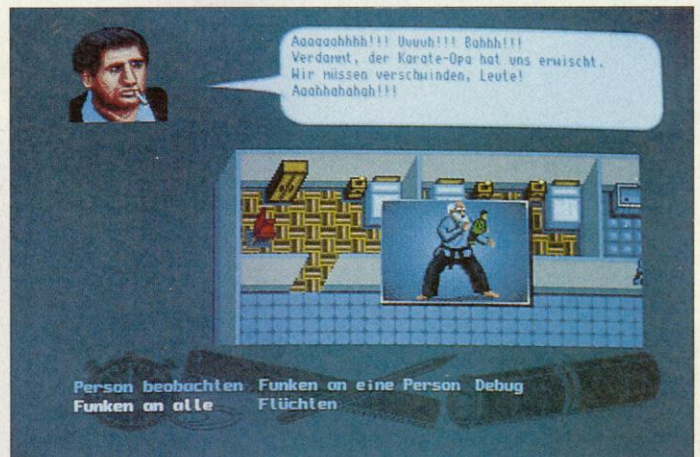 Aaaaaahhhh!!! Uuuuh!!! Bahhh!!!
Verdammt, der Karate-Opa hat uns erwischt.
Wir müssen verschwinden, Leute!
Aaahhahahah!!!
Person beobachten Funken an eine Person Debug
Funken an alle Flüchten